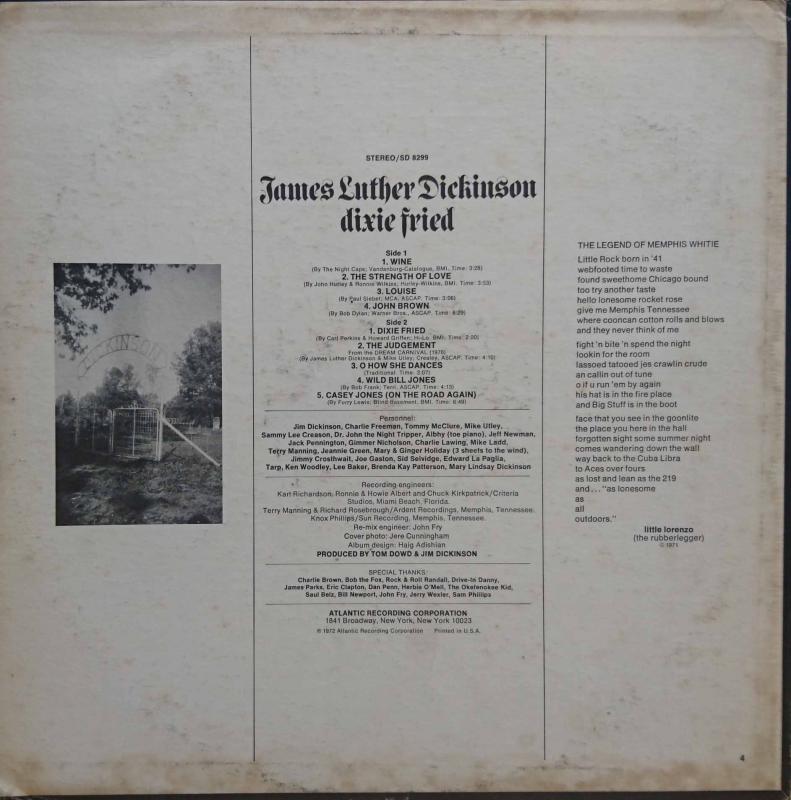 KINS
STEREO/SD 8299
James Luther Dickinson
dixie fried
Side 1
1. WINE
(By The Night Caps; Vandenburg-Catalogue, BMI. Time: 3:28)
2. THE STRENGTH OF LOVE
(By John Hurley & Ronnie Wilkins; Hurley-Wilkins, BMI. Time: 3:53)
3. LOUISE
(By Paul Siebel; MCA, ASCAP. Time: 3:06)
4. JOHN BROWN
(By Bob Dylan; Warner Bros., ASCAP. Time: 6:29)
Side 2
1. DIXIE FRIED
(By Carl Perkins & Howard Griffen; Hi-Lo, BMI. Time: 2:20)
2. THE JUDGEMENT
From the DREAM CARNIVAL (1976)
(By James Luther Dickinson & Mike Utley; Cresley, ASCAP. Time: 4:10)
3. O HOW SHE DANCES
(Traditional. Time: 3:07)
4. WILD BILL JONES
(By Bob Frank; Tenli, ASCAP. Time: 4:13)
5. CASEY JONES (ON THE ROAD AGAIN)
(By Furry Lewis; Blind Basement, BMI. Time: 6:49)
Personnel:
Jim Dickinson, Charlie Freeman, Tommy McClure, Mike Utley,
Sammy Lee Creason, Dr. John the Night Tripper, Albhy (toe piano), Jeff Newman,
Jack Pennington, Gimmer Nicholson, Charlie Lawing, Mike Ladd,
Terry Manning, Jeannie Green, Mary & Ginger Holiday (3 sheets to the wind),
Jimmy Crosthwait, Joe Gaston, Sid Selvidge, Edward La Paglia,
Tarp, Ken Woodley, Lee Baker, Brenda Kay Patterson, Mary Lindsay Dickinson
Recording engineers:
Karl Richardson, Ronnie & Howie Albert and Chuck Kirkpatrick/Criteria
Studios, Miami Beach, Florida.
Terry Manning & Richard Rosebrough/Ardent Recordings, Memphis, Tennessee.
Knox Phillips/Sun Recording, Memphis, Tennessee.
Re-mix engineer: John Fry
Cover photo: Jere Cunningham
Album design: Haig Adishian
PRODUCED BY TOM DOWD & JIM DICKINSON
SPECIAL THANKS:
Charlie Brown, Bob the Fox, Rock & Roll Randall, Drive-In Danny,
James Parks, Eric Clapton, Dan Penn, Herbie O'Mell, The Okefenokee Kid,
Saul Belz, Bill Newport, John Fry, Jerry Wexler, Sam Phillips
ATLANTIC RECORDING CORPORATION
1841 Broadway, New York, New York 10023
℗ 1972 Atlantic Recording Corporation Printed in U.S.A.
THE LEGEND OF MEMPHIS WHITIE
Little Rock born in '41
webfooted time to waste
found sweethome Chicago bound
too try another taste
hello lonesome rocket rose
give me Memphis Tennessee
where cooncan cotton rolls and blows
and they never think of me
fight 'n bite 'n spend the night
lookin for the room
lassoed tatooed jes crawlin crude
an callin out of tune
o if u run 'em by again
his hat is in the fire place
and Big Stuff is in the boot
face that you see in the goonlite
the place you here in the hall
forgotten sight some summer night
comes wandering down the wall
way back to the Cuba Libra
to Aces over fours
as lost and lean as the 219
and... "as lonesome
as
all
outdoors."
little lorenzo
(the rubberlegger)
© 1971
4